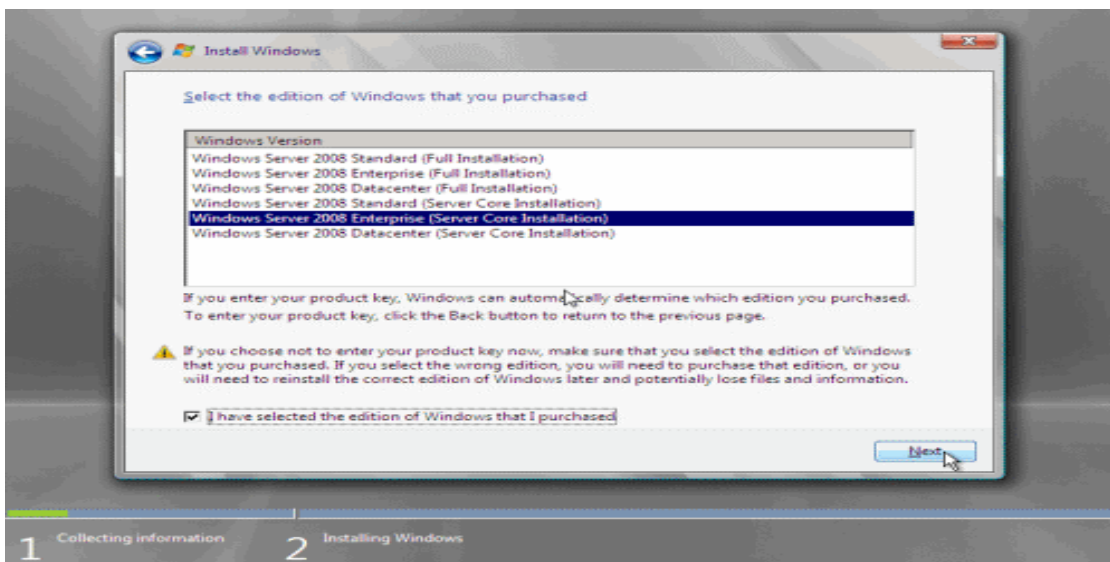 Install Windows
Select the edition of Windows that you purchased
Windows Version
Windows Server 2008 Standard (Full Installation)
Windows Server 2008 Enterprise (Full Installation)
Windows Server 2008 Datacenter (Full Installation)
Windows Server 2008 Standard (Server Core Installation)
Windows Server 2008 Enterprise (Server Core Installation)
Windows Server 2008 Datacenter (Server Core Installation)
If you enter your product key, Windows can automatically determine which edition you purchased.
To enter your product key, click the Back button to return to the previous page.
If you choose not to enter your product key now, make sure that you select the edition of Windows
that you purchased. If you select the wrong edition, you will need to purchase that edition, or you
will need to reinstall the correct edition of Windows later and potentially lose files and information.
I have selected the edition of Windows that I purchased
Next
1 Collecting information
2 Installing Windows